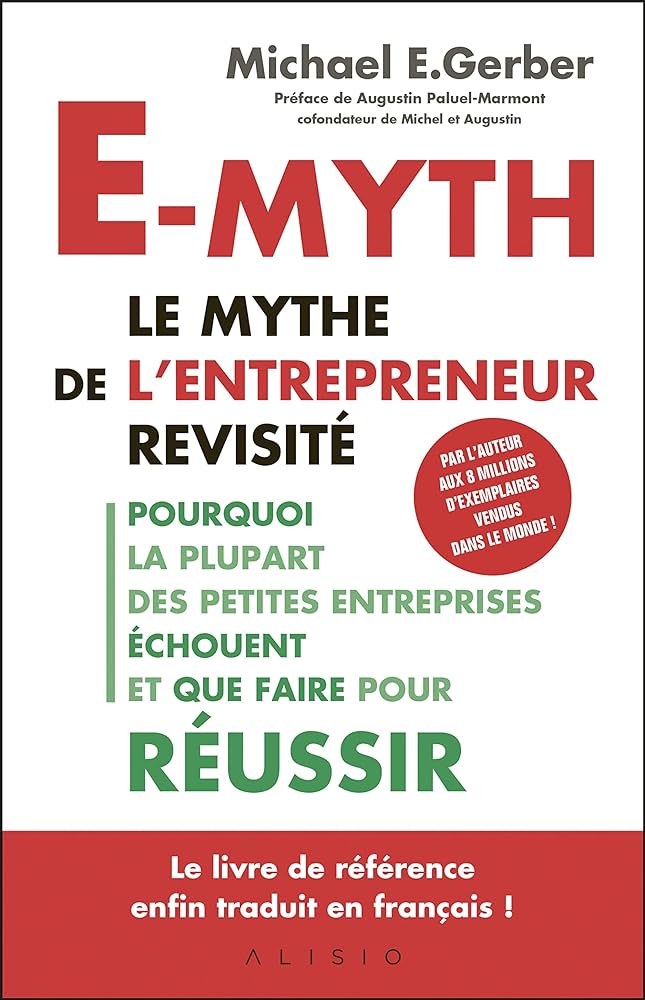 Michael E.Gerber
Préface de Augustin Paluel-Marmont
cofondateur de Michel et Augustin
E-MYTH
LE MYTHE
DE L'ENTREPRENEUR
REVISITÉ
PAR L'AUTEUR
AUX 8 MILLIONS
D'EXEMPLAIRES
VENDUS
DANS LE MONDE !
POURQUOI
LA PLUPART
DES PETITES ENTREPRISES
ÉCHOUENT
ET QUE FAIRE POUR
RÉUSSIR
Le livre de référence
enfin traduit en français !
ALISIO